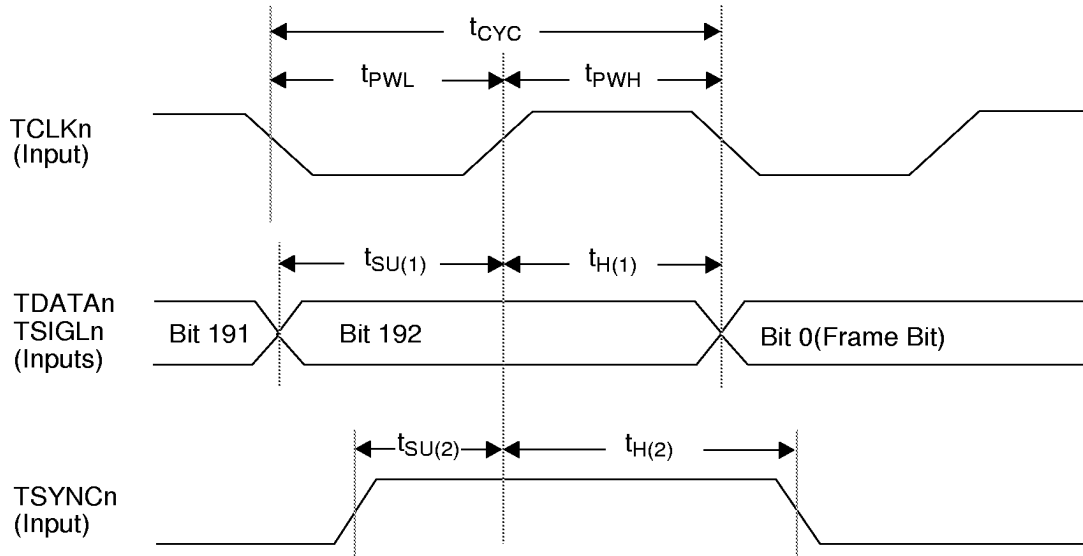 tCYC
tPWL tPWH
TCLKn
(Input)
tSU(1) tH(1)
TDATAn
TSIGLn
(Inputs)
Bit 191 Bit 192 Bit 0(Frame Bit)
tSU(2) tH(2)
TSYNCn
(Input)